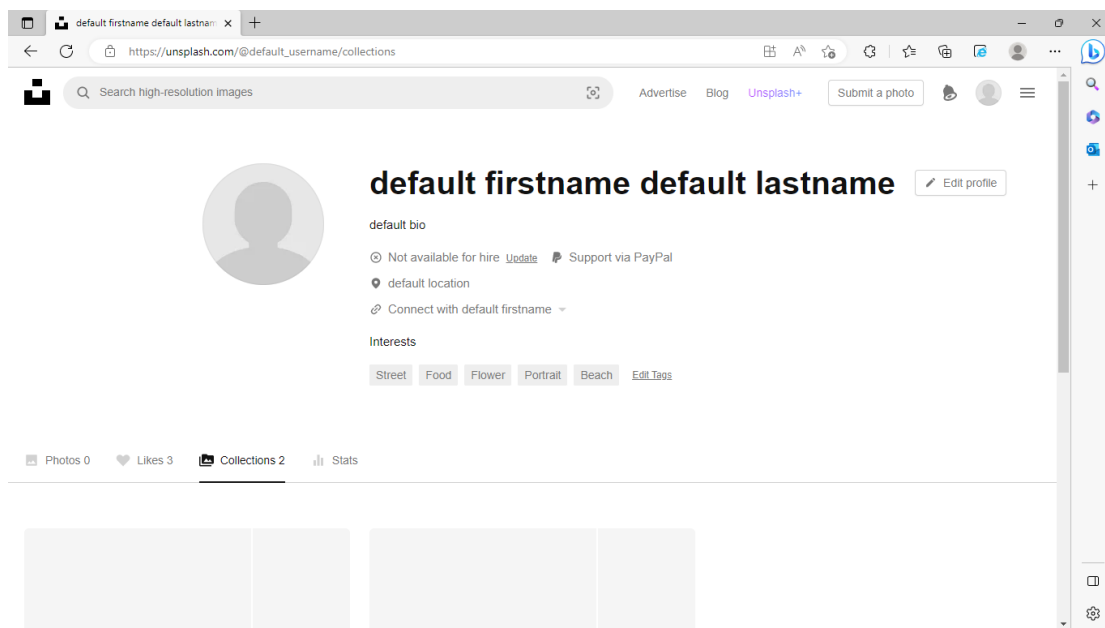 default firstname default lastnam
https://unsplash.com/@default_username/collections
Search high-resolution images
Advertise
Blog
Unsplash+
Submit a photo
default firstname default lastname
Edit profile
default bio
Not available for hire Update Support via PayPal
default location
Connect with default firstname
Interests
Street Food Flower Portrait Beach Edit Tags
Photos 0 Likes 3 Collections 2 Stats